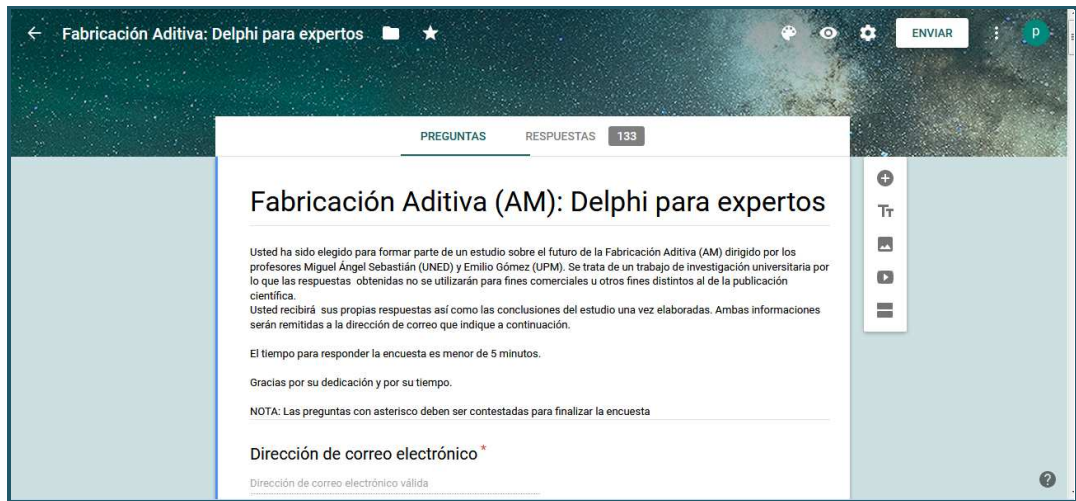 Fabricación Aditiva: Delphi para expertos
ENVIAR
p
PREGUNTAS RESPUESTAS 133
Fabricación Aditiva (AM): Delphi para expertos
Usted ha sido elegido para formar parte de un estudio sobre el futuro de la Fabricación Aditiva (AM) dirigido por los
profesores Miguel Ángel Sebastián (UNED) y Emilio Gómez (UPM). Se trata de un trabajo de investigación universitaria por
lo que las respuestas obtenidas no se utilizarán para fines comerciales u otros fines distintos al de la publicación
científica.
Usted recibirá sus propias respuestas así como las conclusiones del estudio una vez elaboradas. Ambas informaciones
serán remitidas a la dirección de correo que indique a continuación.
El tiempo para responder la encuesta es menor de 5 minutos.
Gracias por su dedicación y por su tiempo.
NOTA: Las preguntas con asterisco deben ser contestadas para finalizar la encuesta
Dirección de correo electrónico *
Dirección de correo electrónico válida
Tт
?